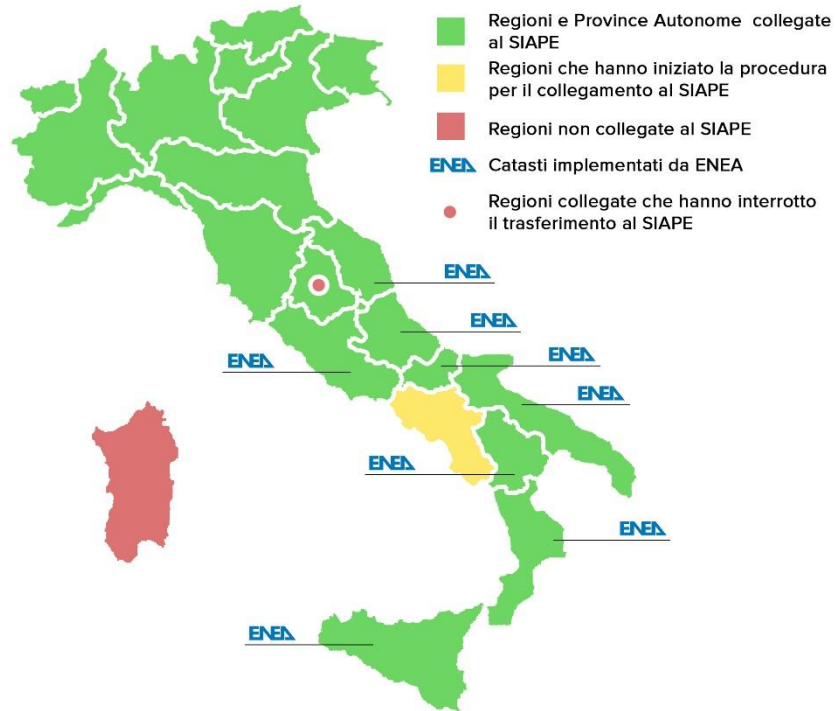 Regioni e Province Autonome collegate
al SIAPE
Regioni che hanno iniziato la procedura
per il collegamento al SIAPE
Regioni non collegate al SIAPE
ENEA Catasti implementati da ENEA
Regioni collegate che hanno interrotto
il trasferimento al SIAPE
ENEA
ENEA
ENEA
ENEA
ENEA
ENEA
ENEA
ENEA